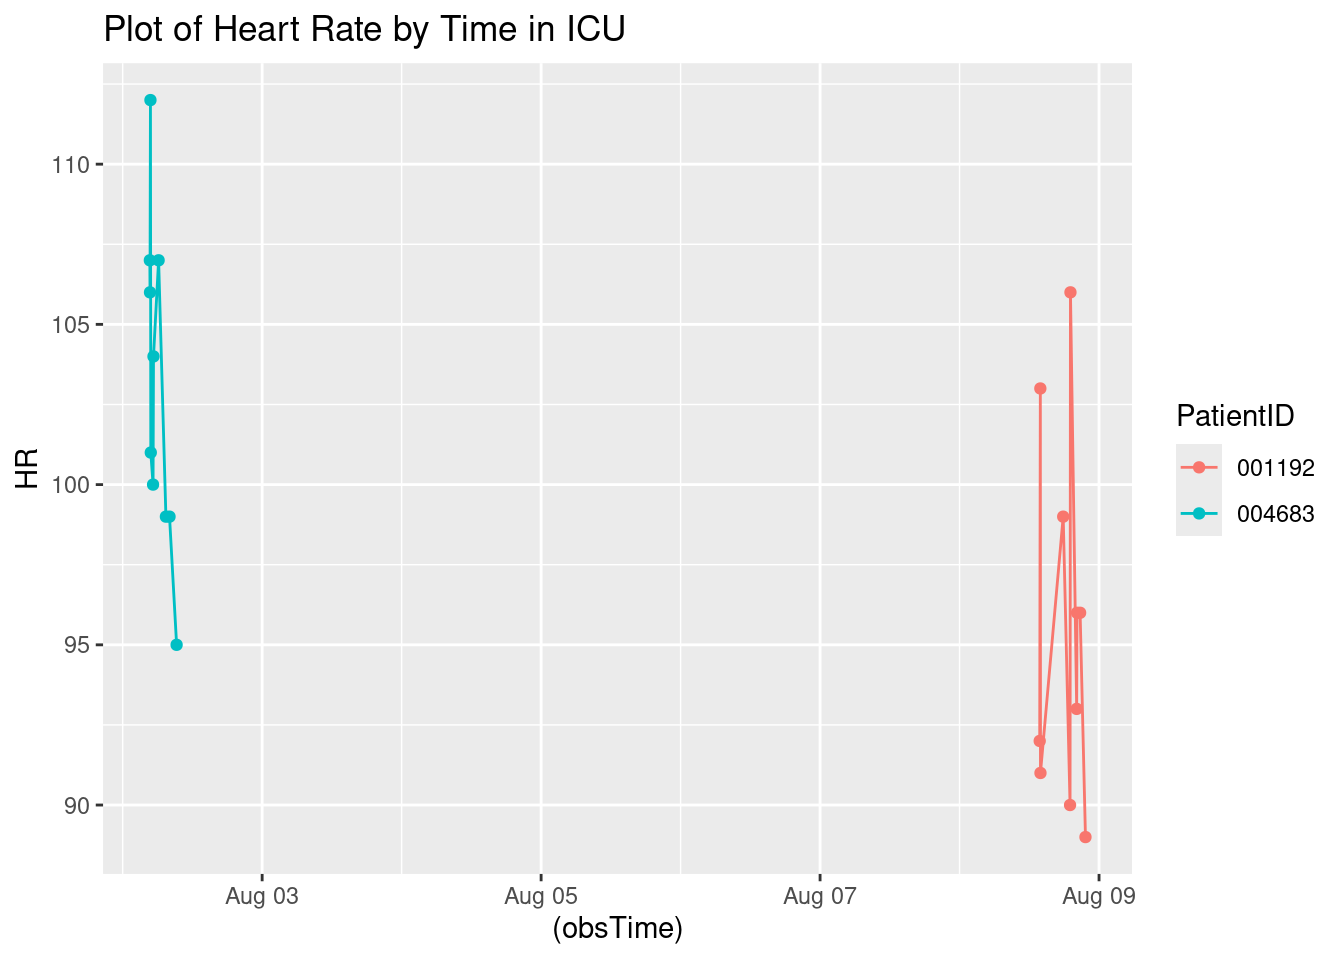 Plot of Heart Rate by Time in ICU
110
105
100
95
90
HR
Aug 03
Aug 05
Aug 07
Aug 09
(obsTime)
PatientID
001192
004683